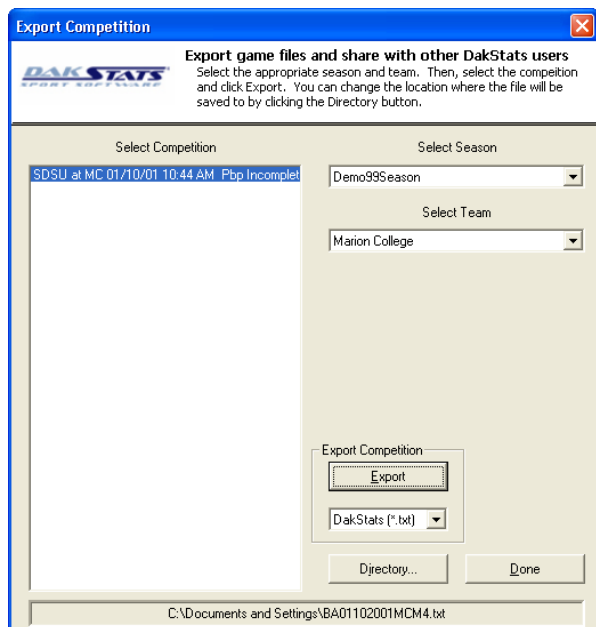 Export Competition
Export game files and share with other DakStats users
DAKSTATS
SPORT SOFTWARE
Select the appropriate season and team. Then, select the compeition
and click Export. You can change the location where the file will be
saved to by clicking the Directory button.
Select Competition
Select Season
SDSU at MC 01/10/01 10:44 AM Pbp Incomplet
Demo99Season
Select Team
Marion College
Export Competition
Export
DakStats (*.txt)
Directory...
Done
C:\Documents and Settings\BA01102001MCM4.txt